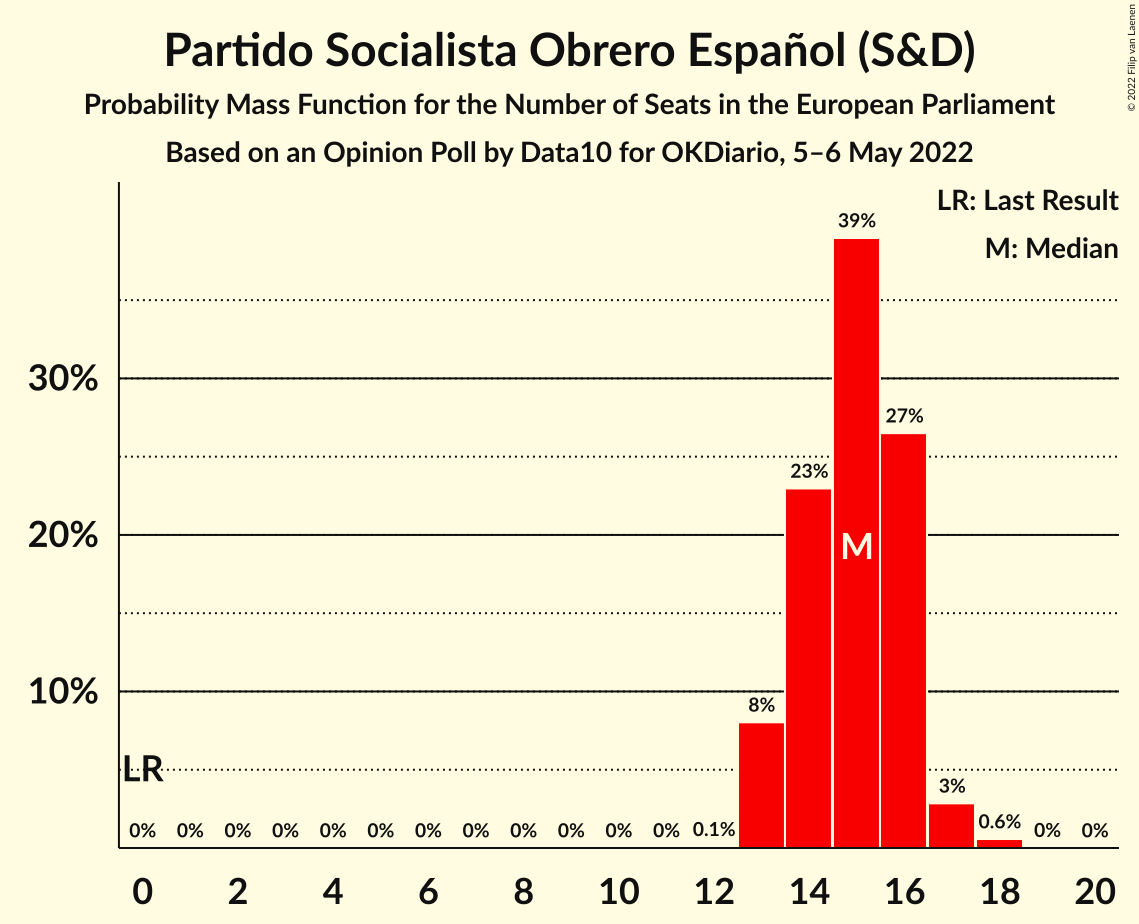 Partido Socialista Obrero Español (S&D)
Probability Mass Function for the Number of Seats in the European Parliament
Based on an Opinion Poll by Data10 for OKDiario, 5–6 May 2022
© 2022 Filip van Laenen
LR: Last Result
M: Median
39%
30%
27%
23%
20%
M
10%
8%
LR
3%
0% 0% 0% 0% 0% 0% 0% 0% 0% 0% 0% 0% 0.1% 0.6% 0% 0%
0 2 4 6 8 10 12 14 16 18 20